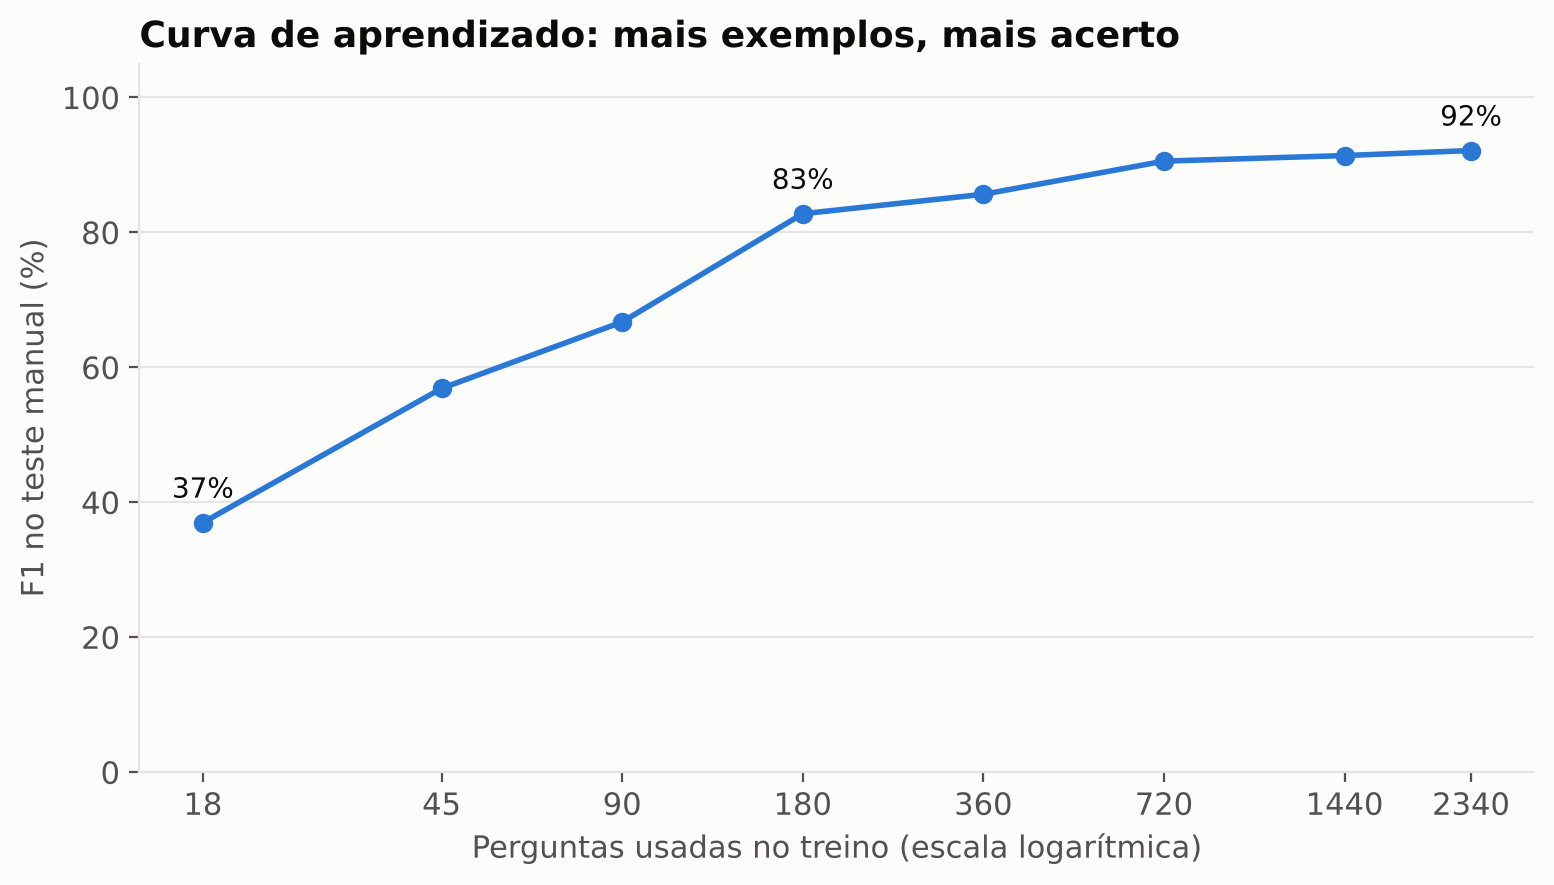 Curva de aprendizado: mais exemplos, mais acerto
100
80
60
40
20
0
F1 no teste manual (%)
37%
83%
92%
18 45 90 180 360 720 1440 2340
Perguntas usadas no treino (escala logarítmica)